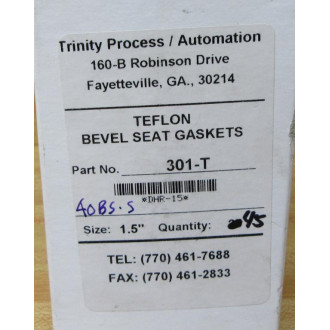 Trinity Process / Automation
160-B Robinson Drive
Fayetteville, GA., 30214
TEFLON
BEVEL SEAT GASKETS
Part No. 301-T
*DHR-15*
40BS.S
Size: 1.5" Quantity: 45
TEL: (770) 461-7688
FAX: (770) 461-2833